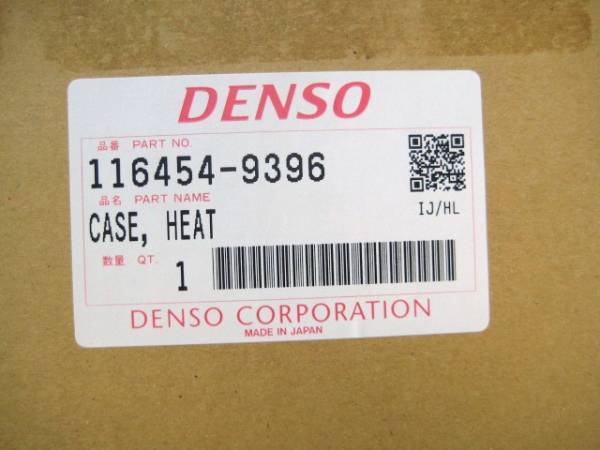 DENSO
品番 PART NO.
116454-9396
品名 PART NAME
IJ/HL
CASE, HEAT
数量 QT.
1
DENSO CORPORATION
MADE IN JAPAN